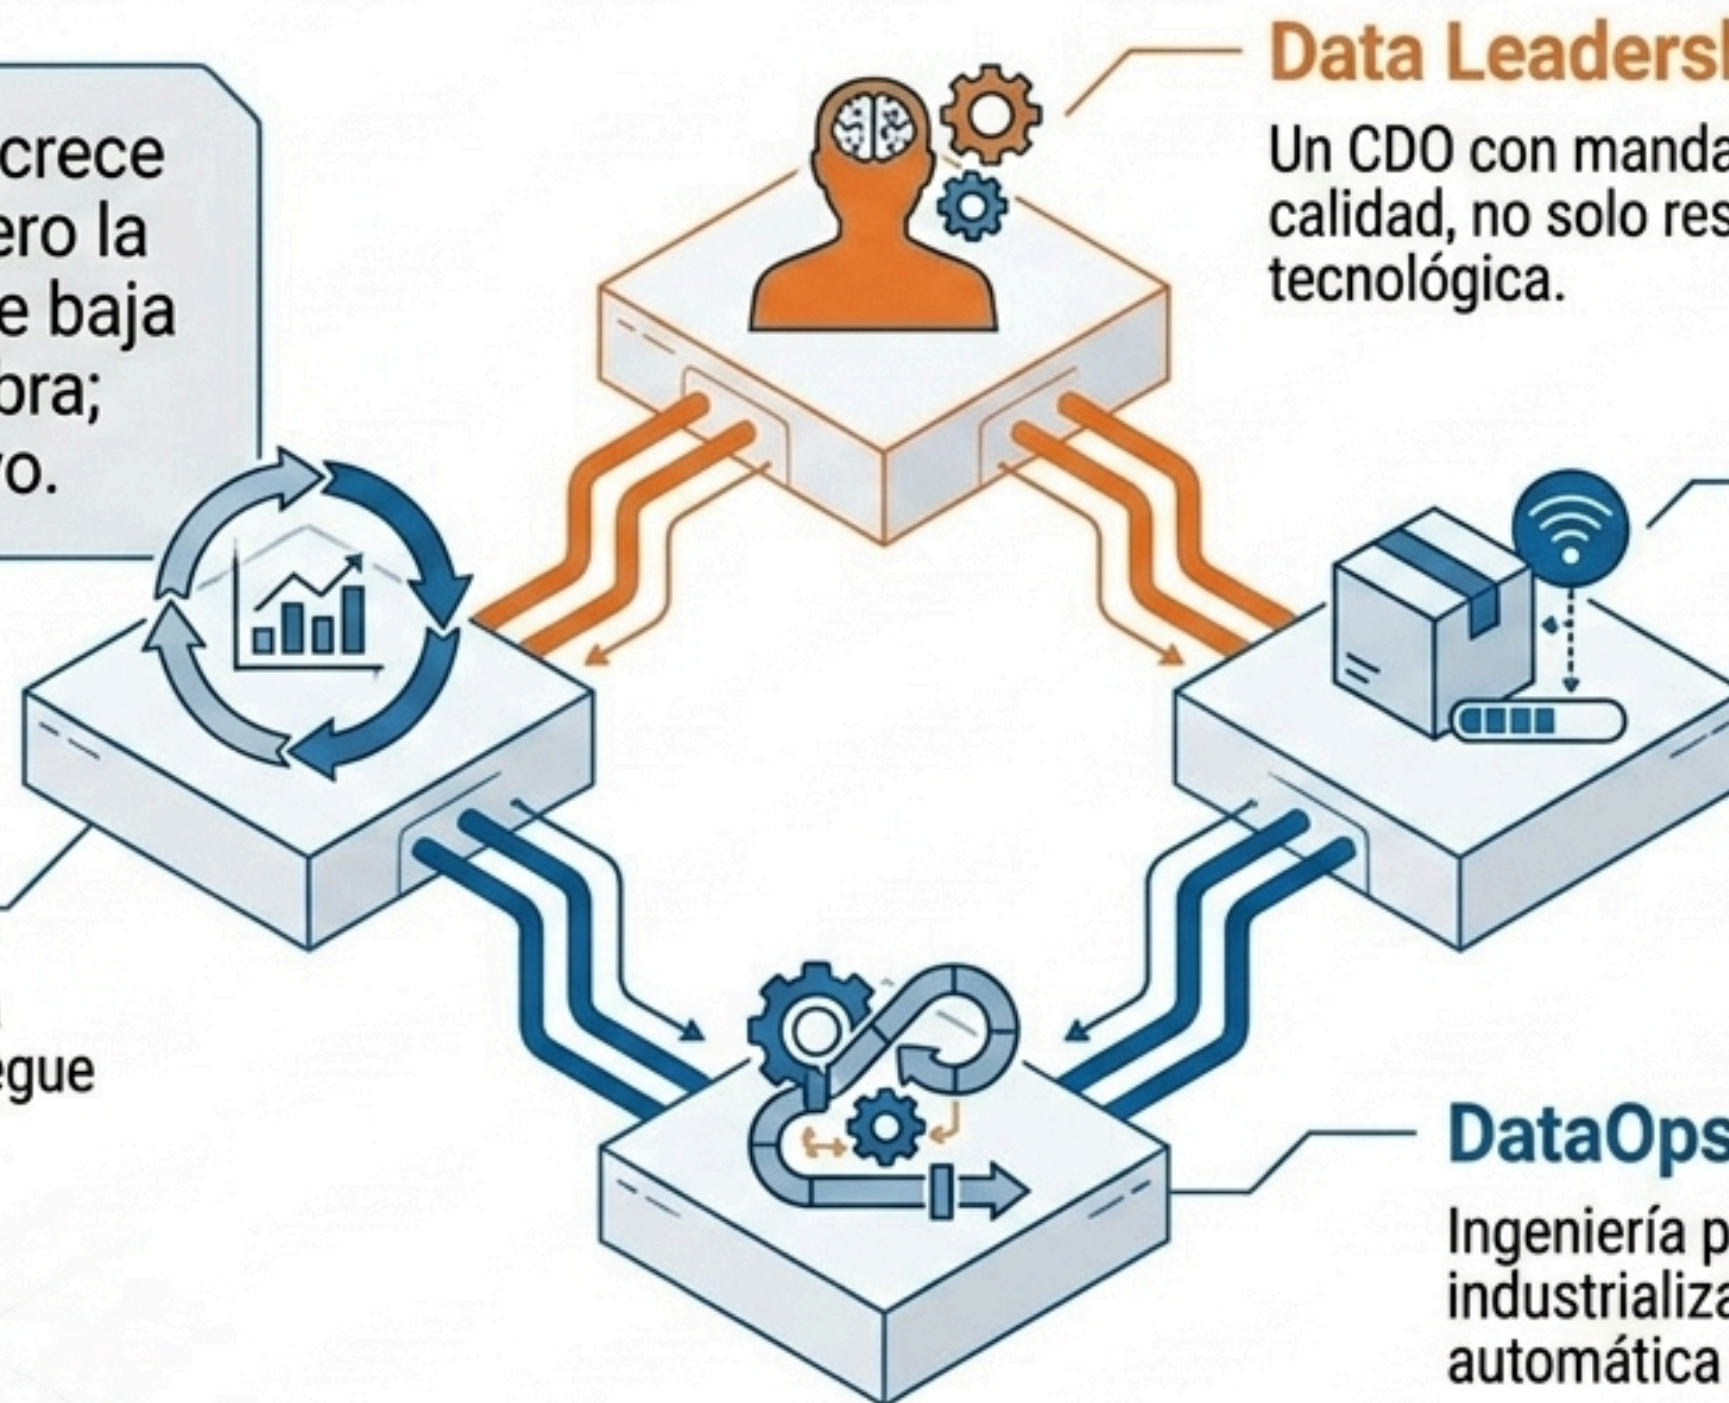 crece
ero la
e baja
bra;
vo.
Data Leadersh
Un CDO con manda
calidad, no solo res
tecnológica.
egue
DataOps
Ingeniería p
industrializa
automática